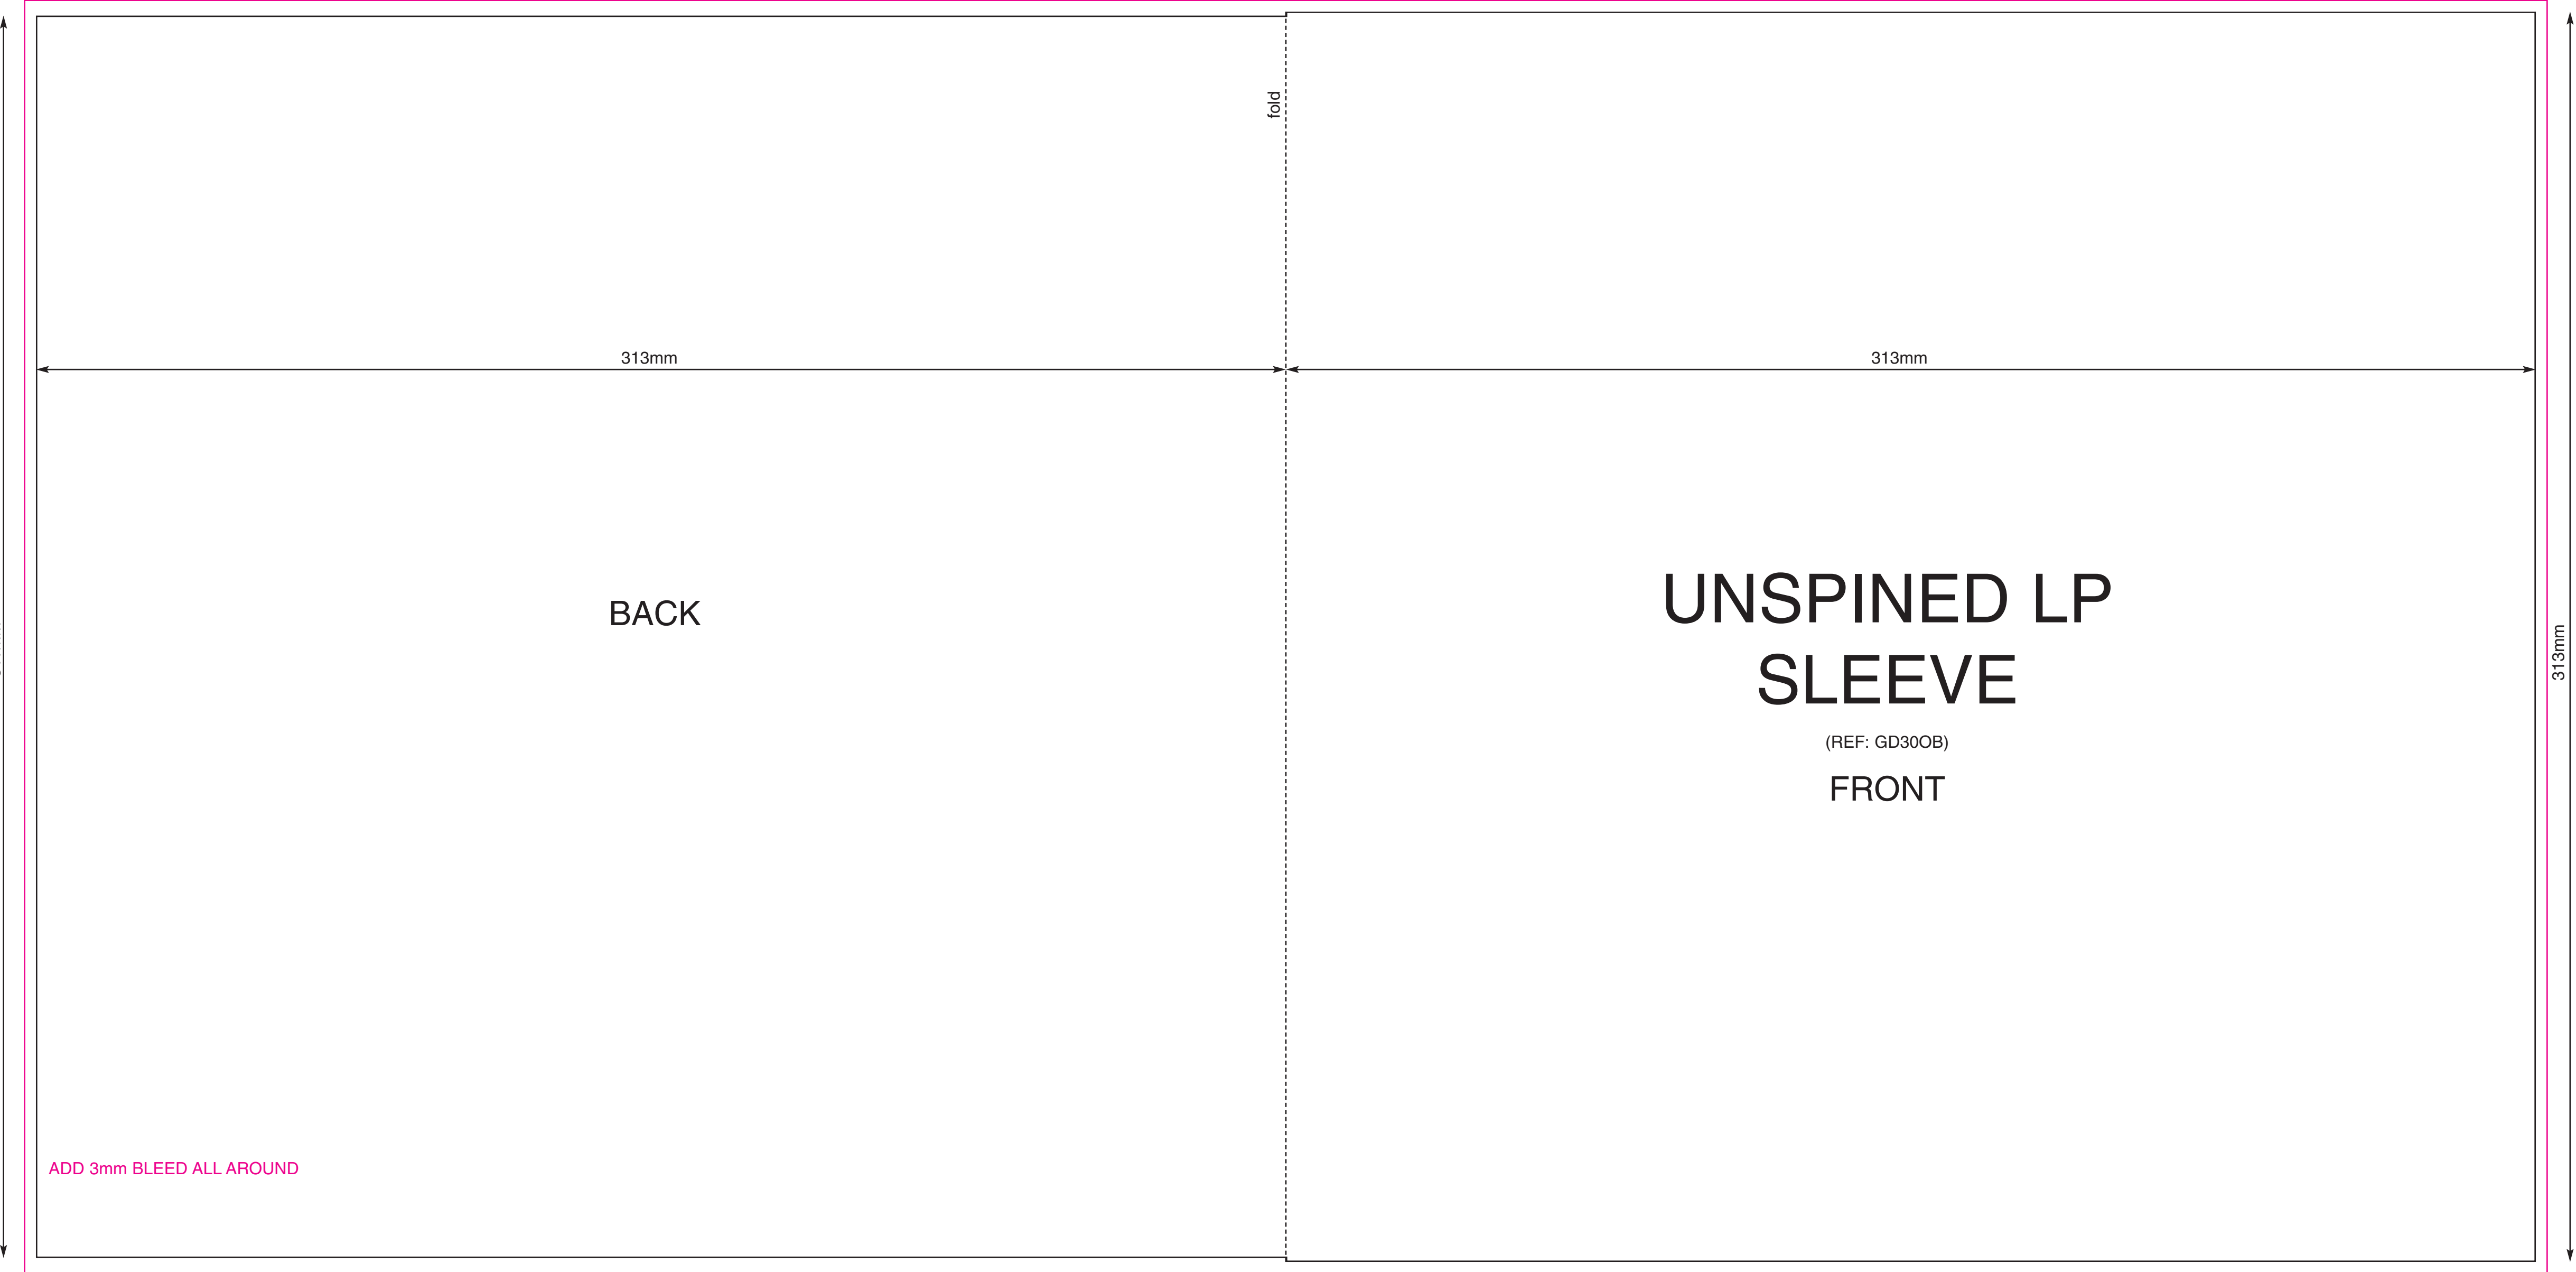 fold
313mm
313mm
BACK
UNSPINED LP
SLEEVE
(REF: GD30OB)
FRONT
313mm
ADD 3mm BLEED ALL AROUND